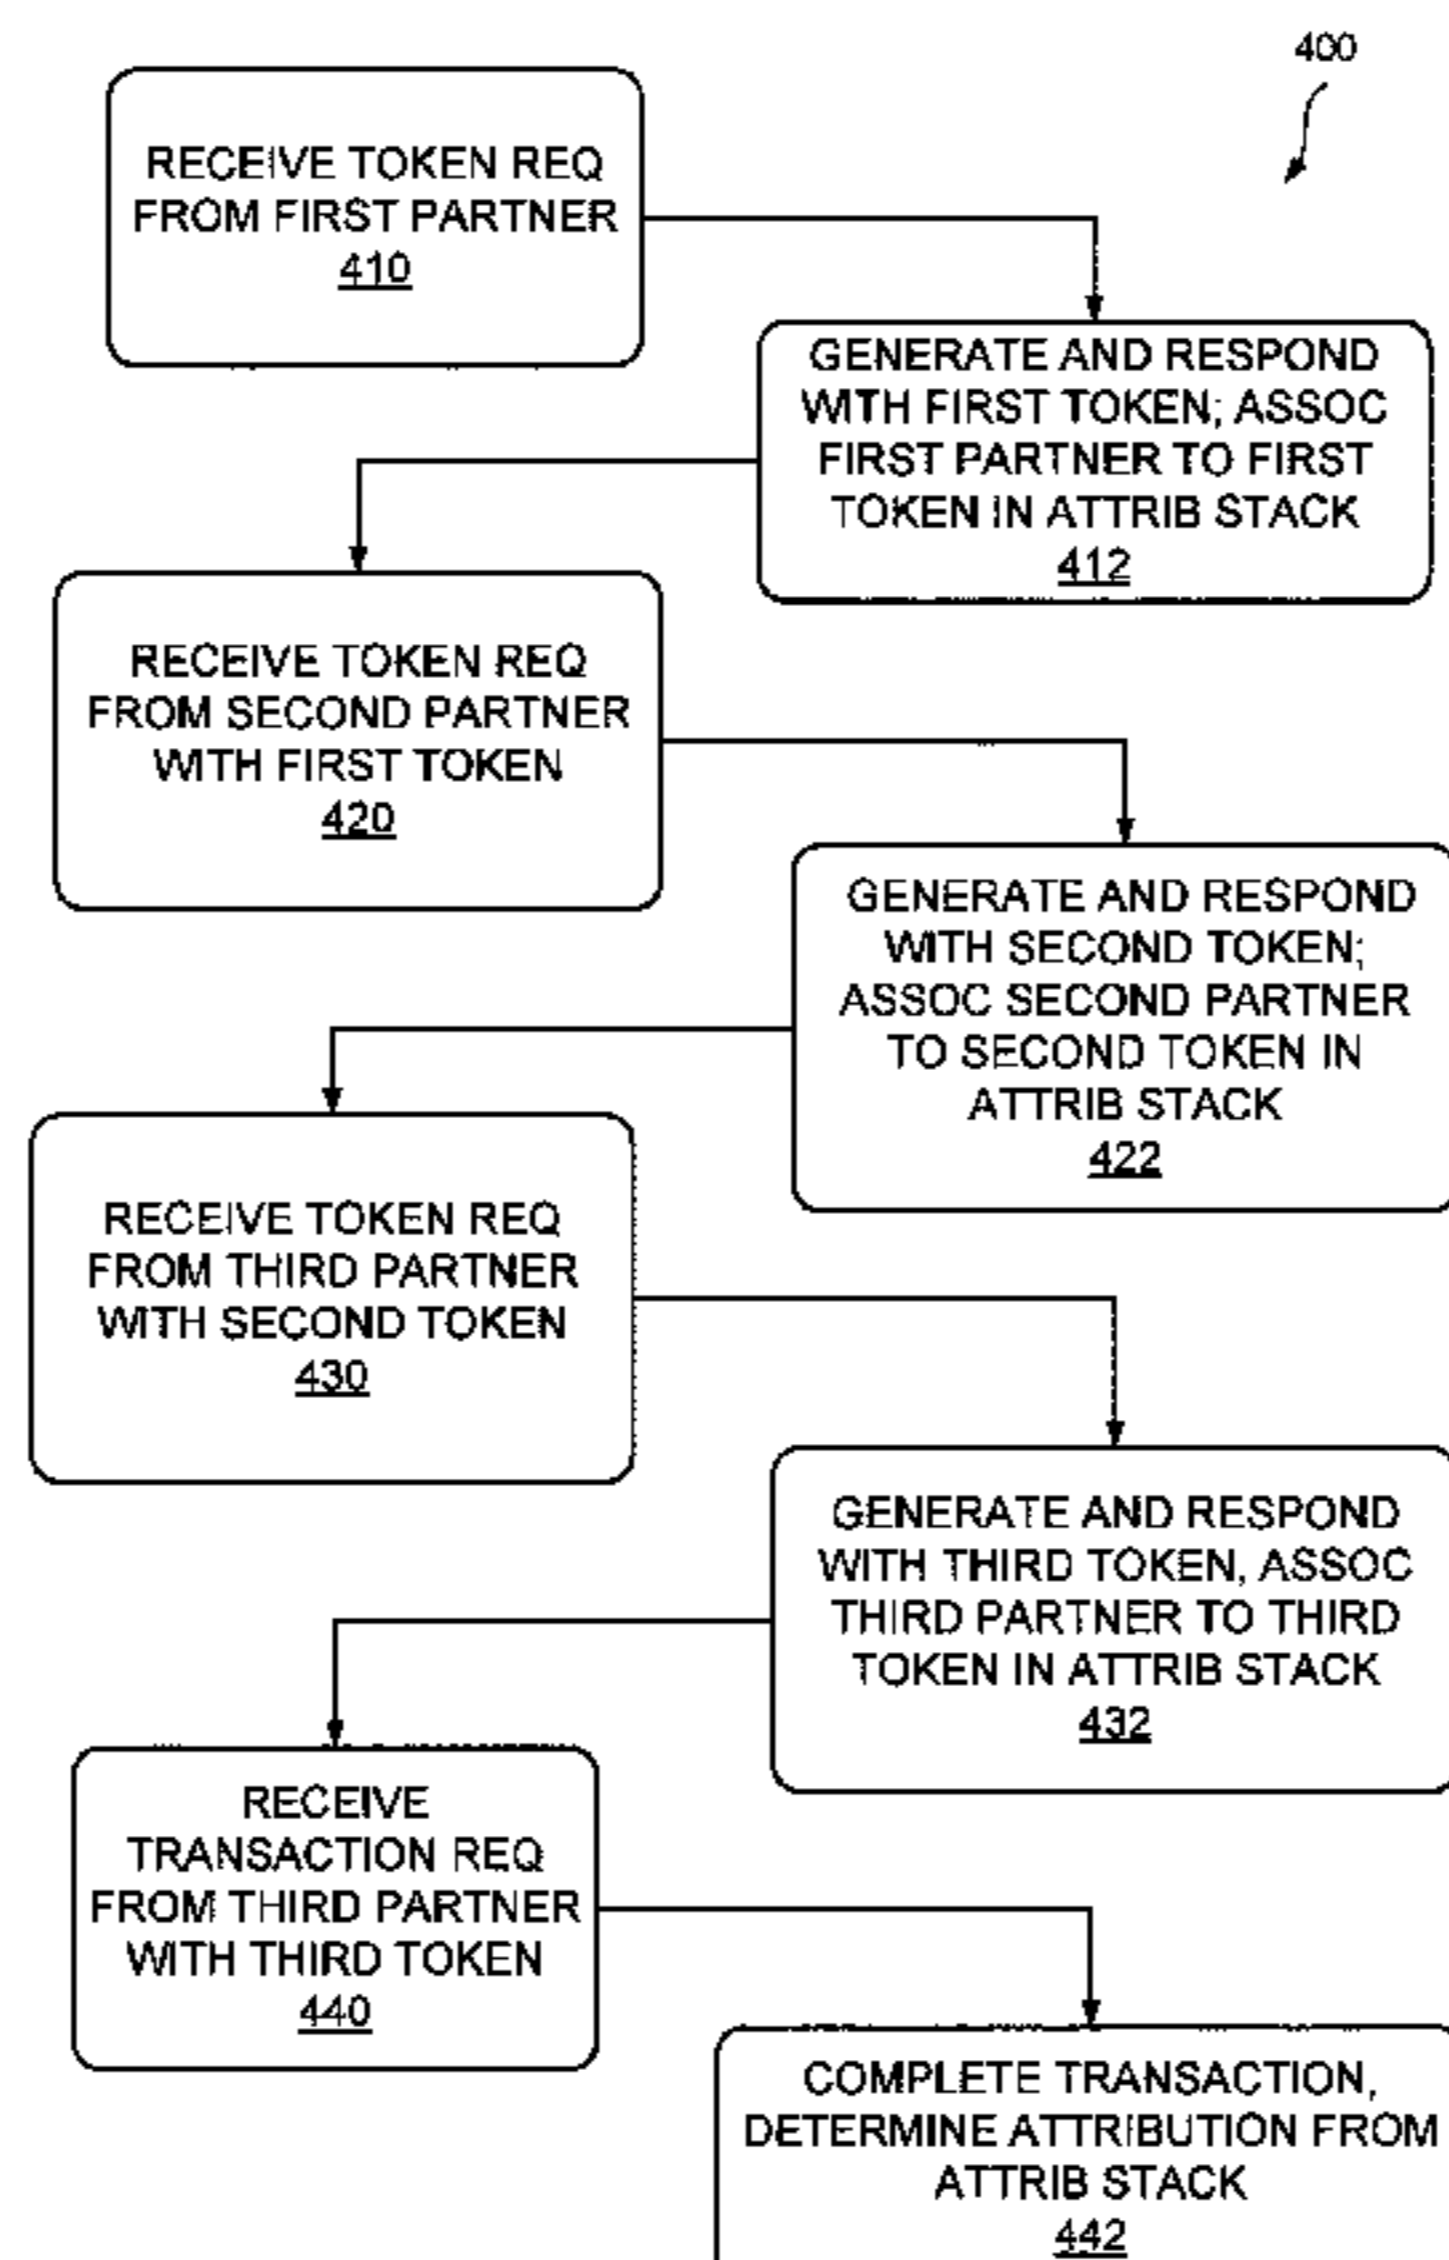 400
RECEIVE TOKEN REQ
FROM FIRST PARTNER
410
GENERATE AND RESPOND
WITH FIRST TOKEN; ASSOC
FIRST PARTNER TO FIRST
TOKEN IN ATTRIB STACK
412
RECEIVE TOKEN REQ
FROM SECOND PARTNER
WITH FIRST TOKEN
420
GENERATE AND RESPOND
WITH SECOND TOKEN;
ASSOC SECOND PARTNER
TO SECOND TOKEN IN
ATTRIB STACK
422
RECEIVE TOKEN REQ
FROM THIRD PARTNER
WITH SECOND TOKEN
430
GENERATE AND RESPOND
WITH THIRD TOKEN, ASSOC
THIRD PARTNER TO THIRD
TOKEN IN ATTRIB STACK
432
RECEIVE
TRANSACTION REQ
FROM THIRD PARTNER
WITH THIRD TOKEN
440
COMPLETE TRANSACTION,
DETERMINE ATTRIBUTION FROM
ATTRIB STACK
442